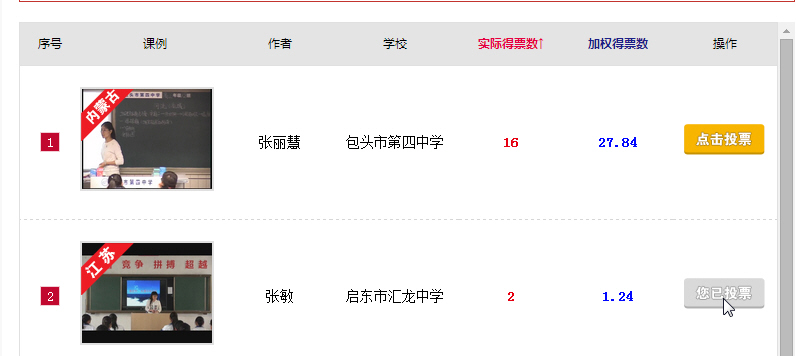 序号 课例 作者 学校 实际得票数↑ 加权得票数 操作
内蒙古
1 张丽慧 包头市第四中学 16 27.84 点击投票
江苏
竞争 拼搏 超越
2 张敏 启东市汇龙中学 2 1.24 您已投票